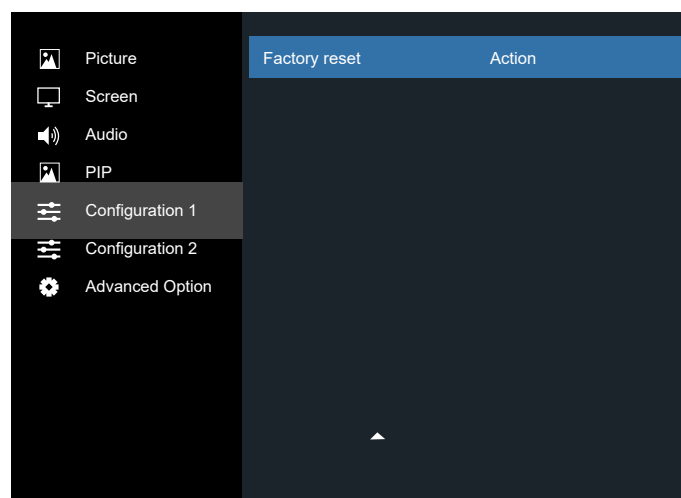 Picture
Screen
Audio
PIP
Configuration 1
Configuration 2
Advanced Option
Factory reset Action